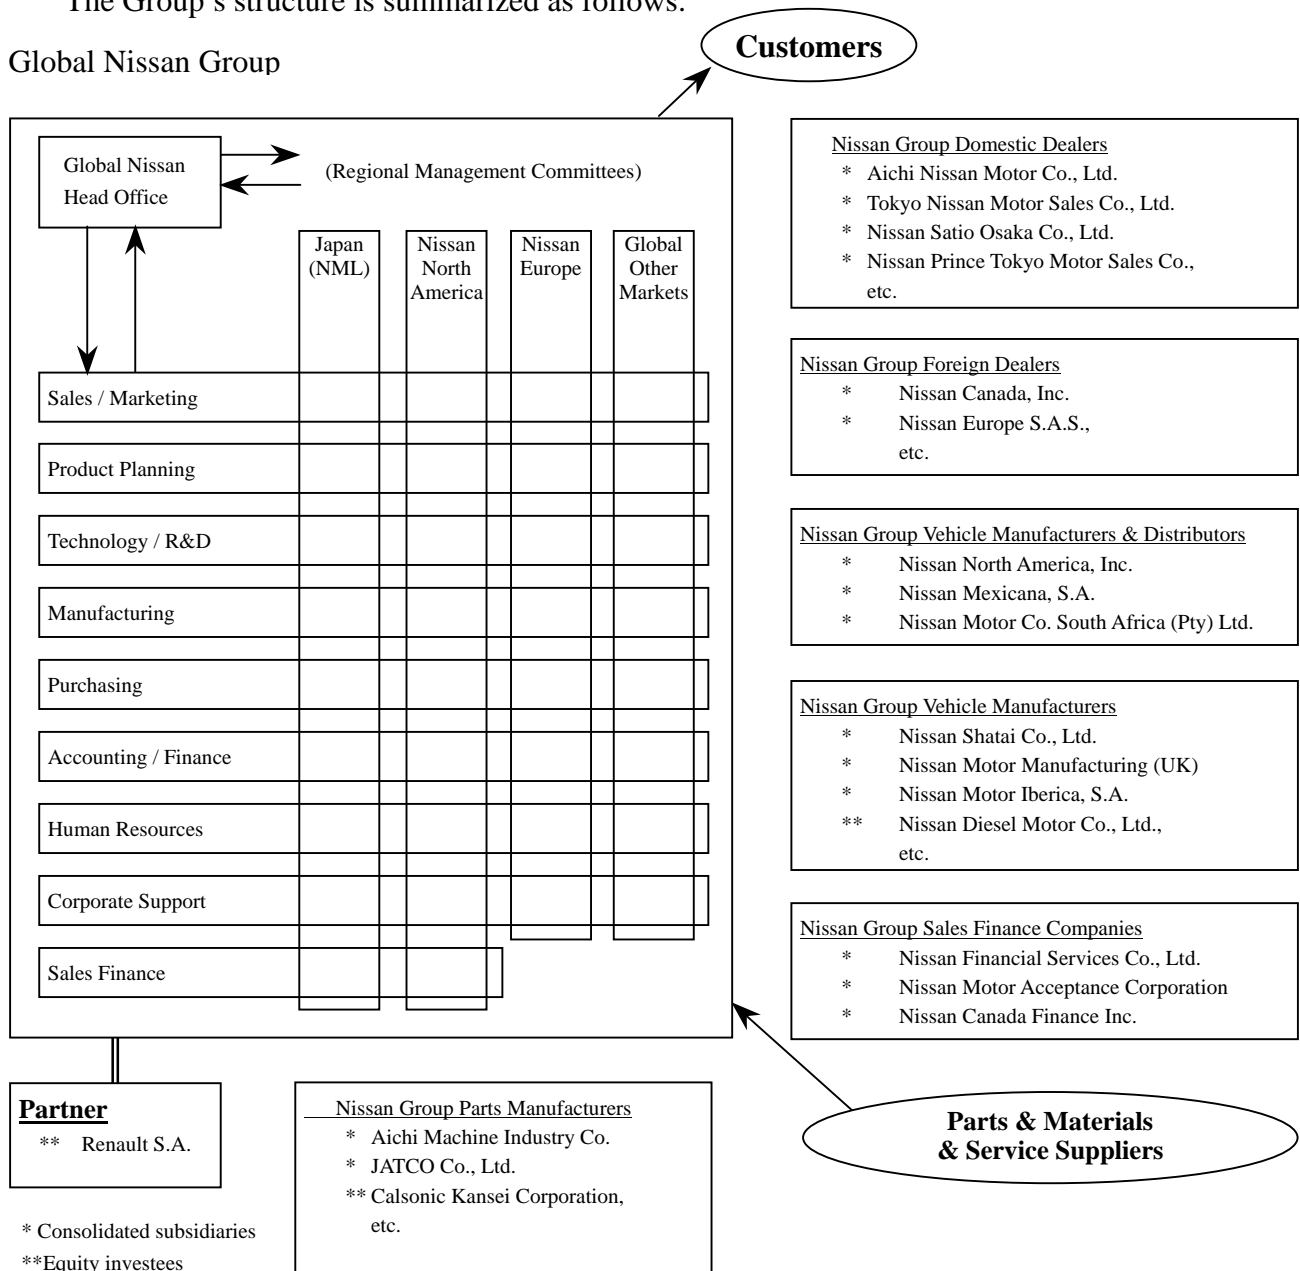 The Group's structure is summarized as follows:
Global Nissan Group
Customers
Global Nissan
Head Office
(Regional Management Committees)
Japan
(NML)
Nissan
North
America
Nissan
Europe
Global
Other
Markets
Sales / Marketing
Product Planning
Technology / R&D
Manufacturing
Purchasing
Accounting / Finance
Human Resources
Corporate Support
Sales Finance
Nissan Group Domestic Dealers
* Aichi Nissan Motor Co., Ltd.
* Tokyo Nissan Motor Sales Co., Ltd.
* Nissan Satio Osaka Co., Ltd.
* Nissan Prince Tokyo Motor Sales Co.,
etc.
Nissan Group Foreign Dealers
* Nissan Canada, Inc.
* Nissan Europe S.A.S.,
etc.
Nissan Group Vehicle Manufacturers & Distributors
* Nissan North America, Inc.
* Nissan Mexicana, S.A.
* Nissan Motor Co. South Africa (Pty) Ltd.
Nissan Group Vehicle Manufacturers
* Nissan Shatai Co., Ltd.
* Nissan Motor Manufacturing (UK)
* Nissan Motor Iberica, S.A.
** Nissan Diesel Motor Co., Ltd.,
etc.
Nissan Group Sales Finance Companies
* Nissan Financial Services Co., Ltd.
* Nissan Motor Acceptance Corporation
* Nissan Canada Finance Inc.
Partner
** Renault S.A.
Nissan Group Parts Manufacturers
* Aichi Machine Industry Co.
* JATCO Co., Ltd.
** Calsonic Kansei Corporation,
etc.
Parts & Materials
& Service Suppliers
* Consolidated subsidiaries
**Equity investees